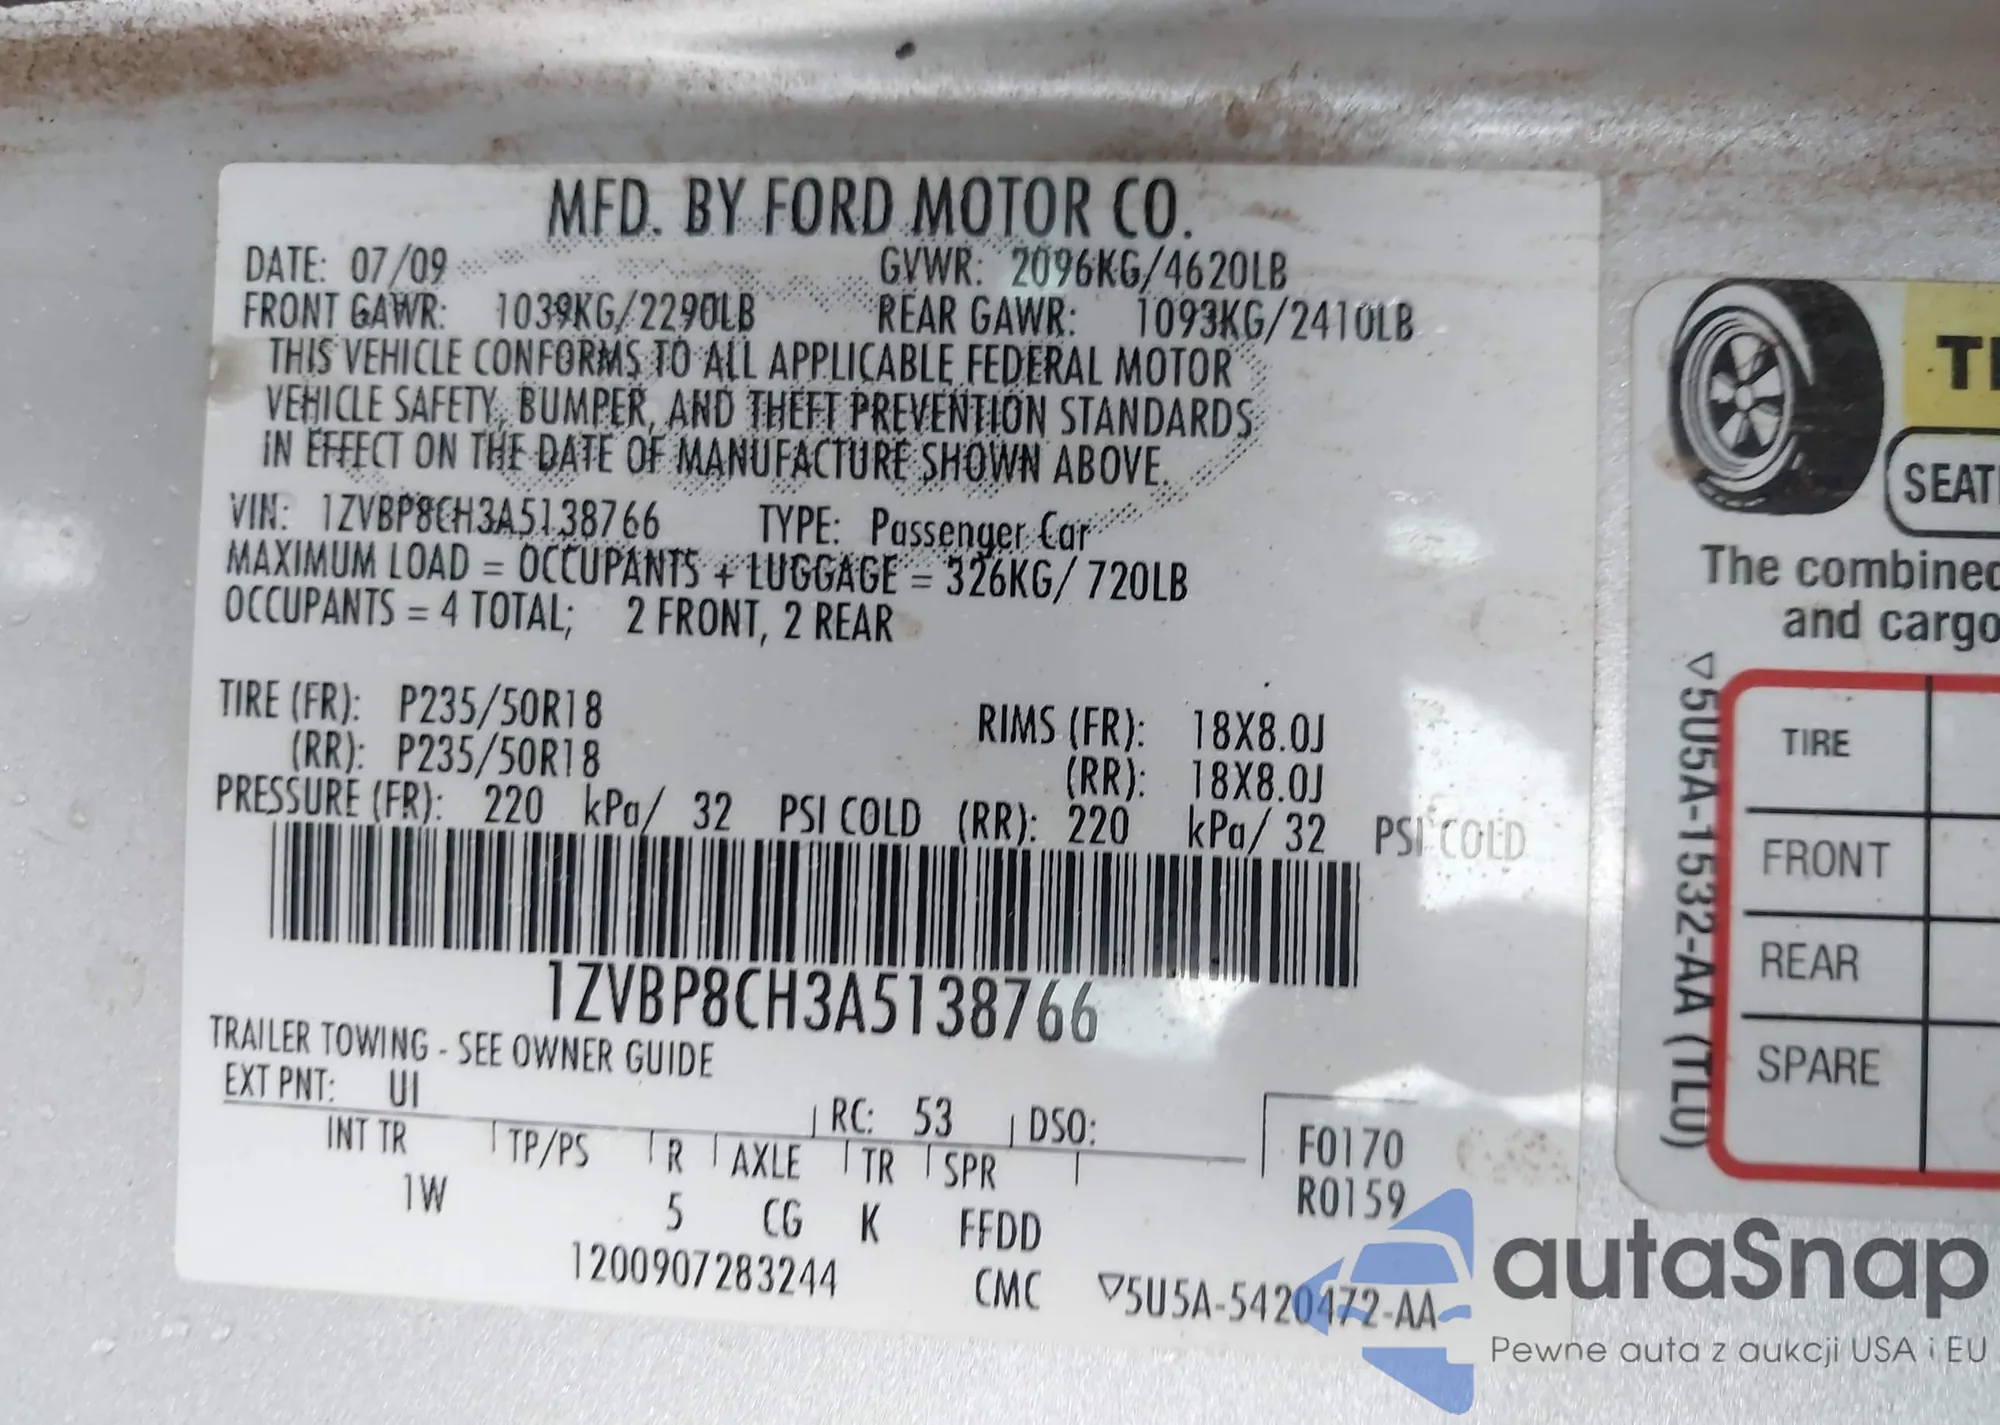 MFD. BY FORD MOTOR CO.
DATE: 07/09 GVWR: 2096KG/4620LB
FRONT GAWR: 1039KG/2290LB REAR GAWR: 1093KG/2410LB
THIS VEHICLE CONFORMS TO ALL APPLICABLE FEDERAL MOTOR
VEHICLE SAFETY, BUMPER, AND THEFT PREVENTION STANDARDS
IN EFFECT ON THE DATE OF MANUFACTURE SHOWN ABOVE.
VIN: 1ZVBP8CH3A5138766 TYPE: Passenger Car
MAXIMUM LOAD = OCCUPANTS + LUGGAGE = 326KG/ 720LB
OCCUPANTS = 4 TOTAL; 2 FRONT, 2 REAR
TIRE (FR): P235/50R18 RIMS (FR): 18X8.0J
(RR): P235/50R18 (RR): 18X8.0J
PRESSURE (FR): 220 kPa/ 32 PSI COLD (RR): 220 kPa/ 32 PSI COLD
1ZVBP8CH3A5138766
TRAILER TOWING - SEE OWNER GUIDE
EXT PNT: UI RC: 53 DSO:
INT TR TP/PS R AXLE TR SPR
1W 5 CG K FFDD
F0170
R0159
1200907283244 CMC ▽5U5A-5420472-AA
SEAT
The combined
and cargo
▽5U5A-1532-AA (TLU)
TIRE
FRONT
REAR
SPARE
autaSnap
Pewne auta z aukcji USA i EU